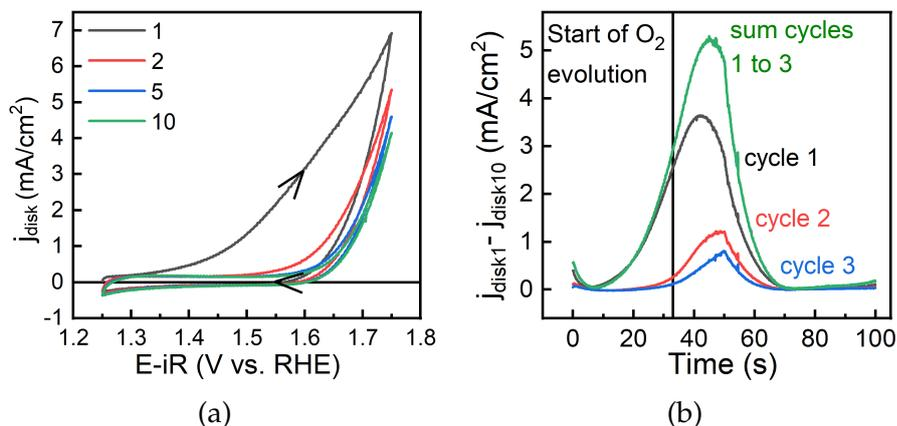 7
6
5
4
3
2
1
0
-1
j_disk (mA/cm²)
1
2
5
10
1.2 1.3 1.4 1.5 1.6 1.7 1.8
E-iR (V vs. RHE)
(a)
5
4
3
2
1
0
j_disk1- j_disk10 (mA/cm²)
Start of O₂
evolution
sum cycles
1 to 3
cycle 1
cycle 2
cycle 3
0 20 40 60 80 100
Time (s)
(b)